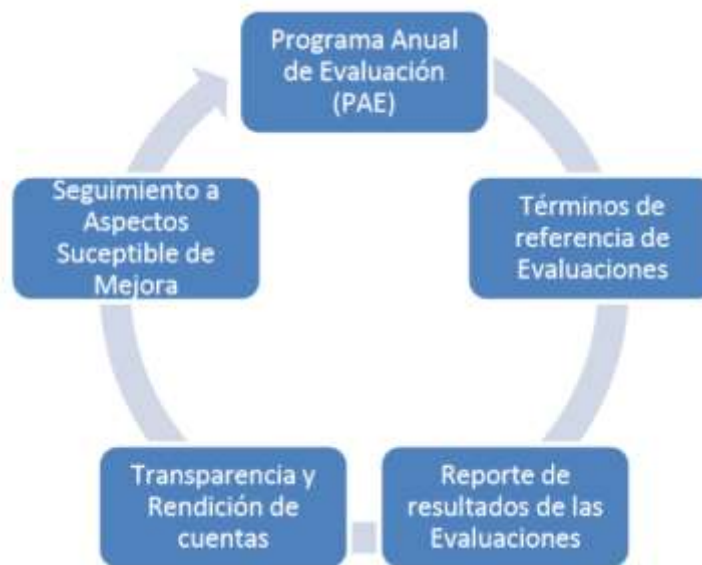 Programa Anual
de Evaluación
(PAE)
Términos de
referencia de
Evaluaciones
Reporte de
resultados de las
Evaluaciones
Transparencia y
Rendición de
cuentas
Seguimiento a
Aspectos
Suceptible de
Mejora